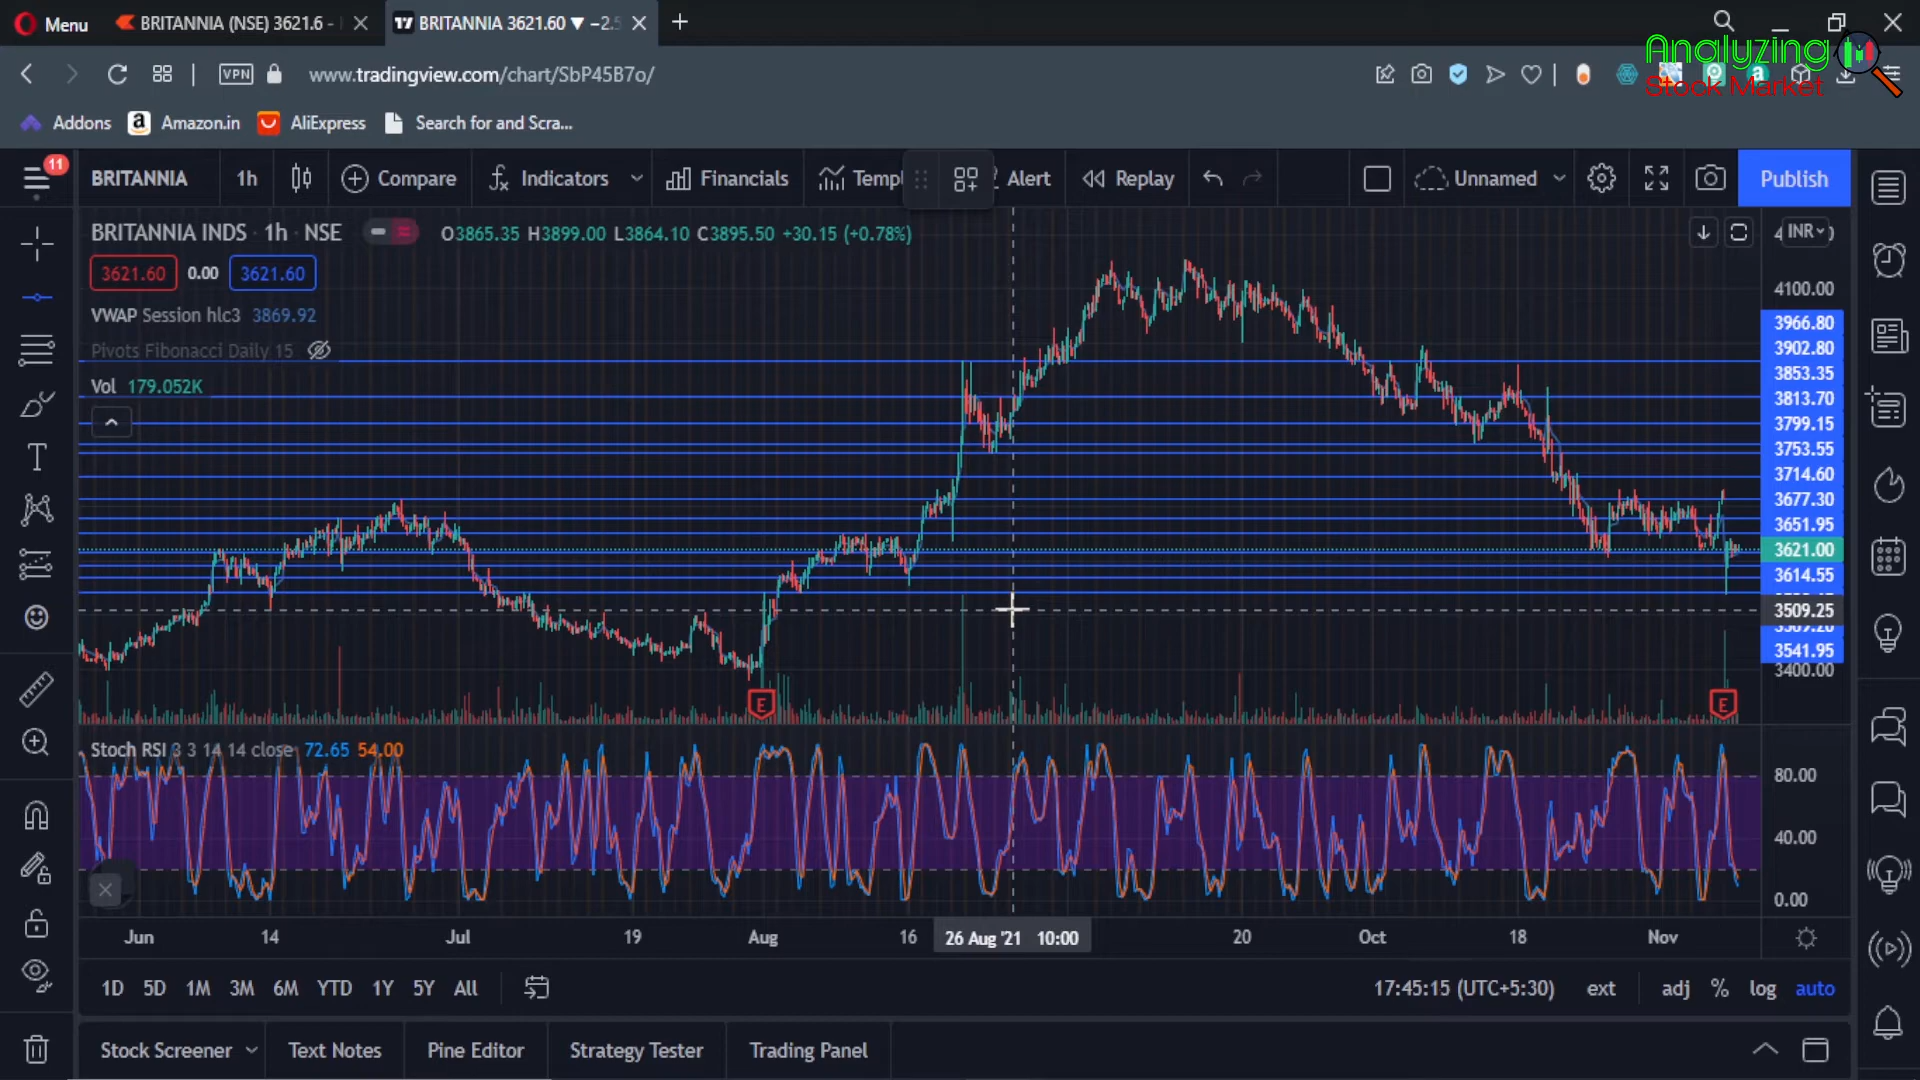 Menu
BRITANNIA (NSE) 3621.6 -
BRITANNIA 3621.60 ▼ −2.5
VPN
www.tradingview.com/chart/SbP45B7o/
Analyzing
Stock Market
Addons
Amazon.in
AliExpress
Search for and Scra...
11
BRITANNIA
1h
Compare
Indicators
Financials
Templ
Alert
Replay
Unnamed
Publish
BRITANNIA INDS · 1h · NSE
O3865.35 H3899.00 L3864.10 C3895.50 +30.15 (+0.78%)
INR
3621.60 0.00 3621.60
4100.00
VWAP Session hlc3 3869.92
3966.80
Pivots Fibonacci Daily 15
3902.80
3853.35
Vol 179.052K
3813.70
3799.15
3753.55
3714.60
3677.30
3651.95
3621.00
3614.55
3509.25
3541.95
3400.00
E
E
Stoch RSI 3 3 14 14 close 72.65 54.00
80.00
40.00
0.00
Jun 14 Jul 19 Aug 16 26 Aug '21 10:00 20 Oct 18 Nov
1D 5D 1M 3M 6M YTD 1Y 5Y All
17:45:15 (UTC+5:30) ext adj % log auto
Stock Screener Text Notes Pine Editor Strategy Tester Trading Panel